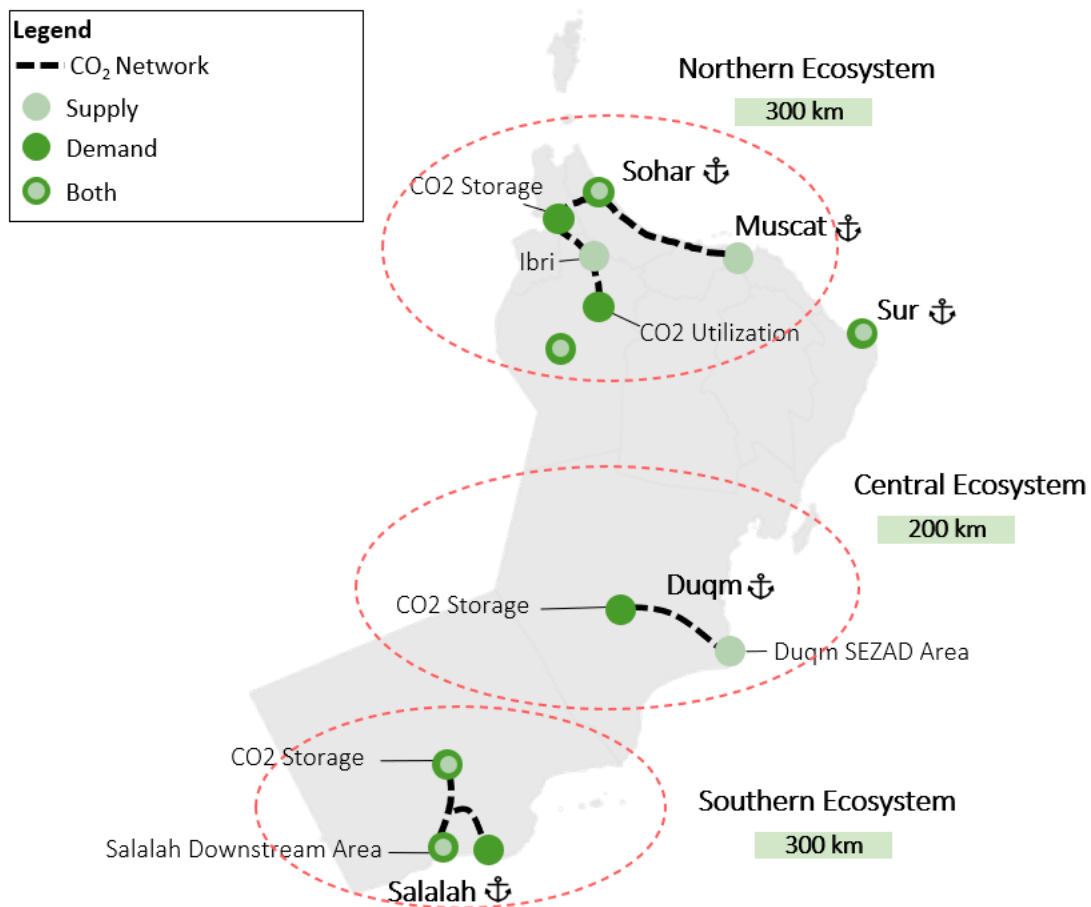 Legend
CO₂ Network
Supply
Demand
Both
Northern Ecosystem
300 km
Sohar
CO2 Storage
Muscat
Ibri
Sur
CO2 Utilization
Central Ecosystem
200 km
Duqm
CO2 Storage
Duqm SEZAD Area
CO2 Storage
Southern Ecosystem
300 km
Salalah Downstream Area
Salalah